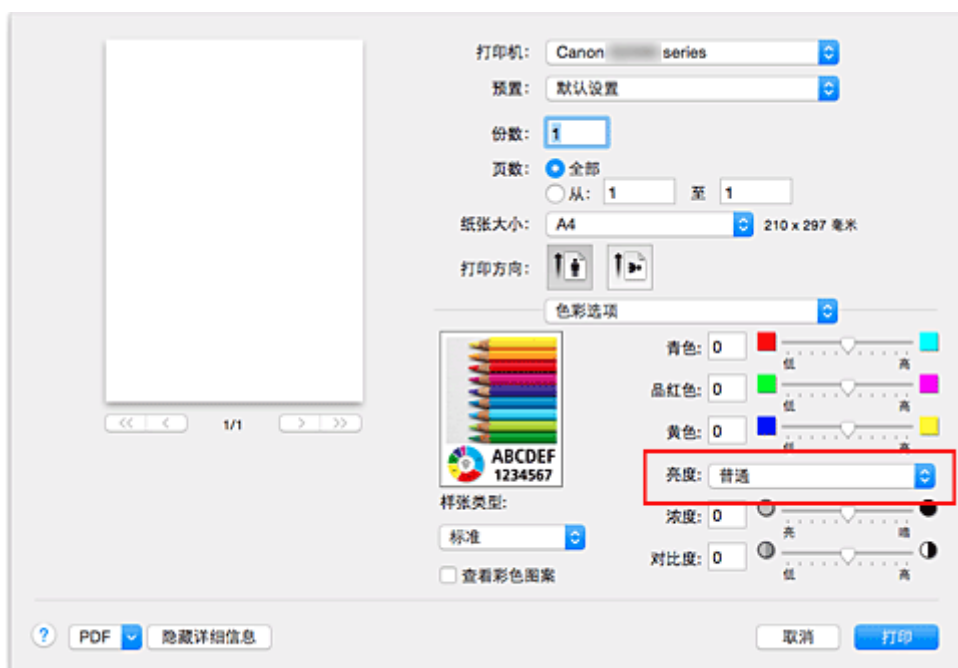 打印机: Canon series
预置: 默认设置
份数: 1
页数: 全部
从: 1 至 1
纸张大小: A4 210 x 297 毫米
打印方向:
色彩选项
ABCDEF
1234567
样张类型:
标准
查看彩色图案
青色: 0
低 高
品红色: 0
低 高
黄色: 0
低 高
亮度: 普通
浓度: 0
亮 暗
对比度: 0
低 高
<< < 1/1 > >>
? PDF 隐藏详细信息 取消 打印